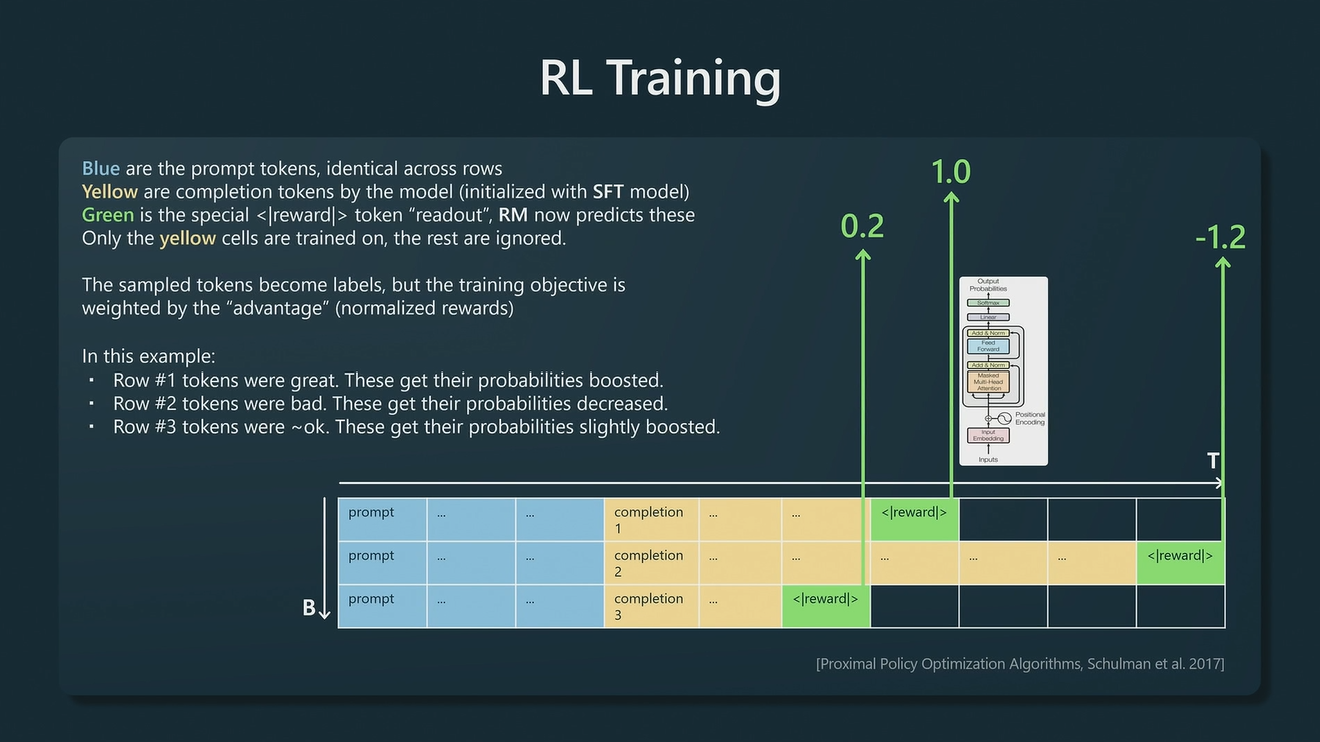 RL Training
Blue are the prompt tokens, identical across rows
Yellow are completion tokens by the model (initialized with SFT model)
Green is the special <|reward|> token “readout”, RM now predicts these
Only the yellow cells are trained on, the rest are ignored.
The sampled tokens become labels, but the training objective is
weighted by the “advantage” (normalized rewards)
In this example:
▪ Row #1 tokens were great. These get their probabilities boosted.
▪ Row #2 tokens were bad. These get their probabilities decreased.
▪ Row #3 tokens were ~ok. These get their probabilities slightly boosted.
0.2
1.0
-1.2
Output
Probabilities
Softmax
Linear
Add & Norm
Feed
Forward
Add & Norm
Masked
Multi-Head
Attention
Positional
Encoding
Input
Embedding
Inputs
T
B
prompt ... ... completion 1 ... ... <|reward|>
prompt ... ... completion 2 ... ... ... ... ... <|reward|>
prompt ... ... completion 3 ... <|reward|>
[Proximal Policy Optimization Algorithms, Schulman et al. 2017]